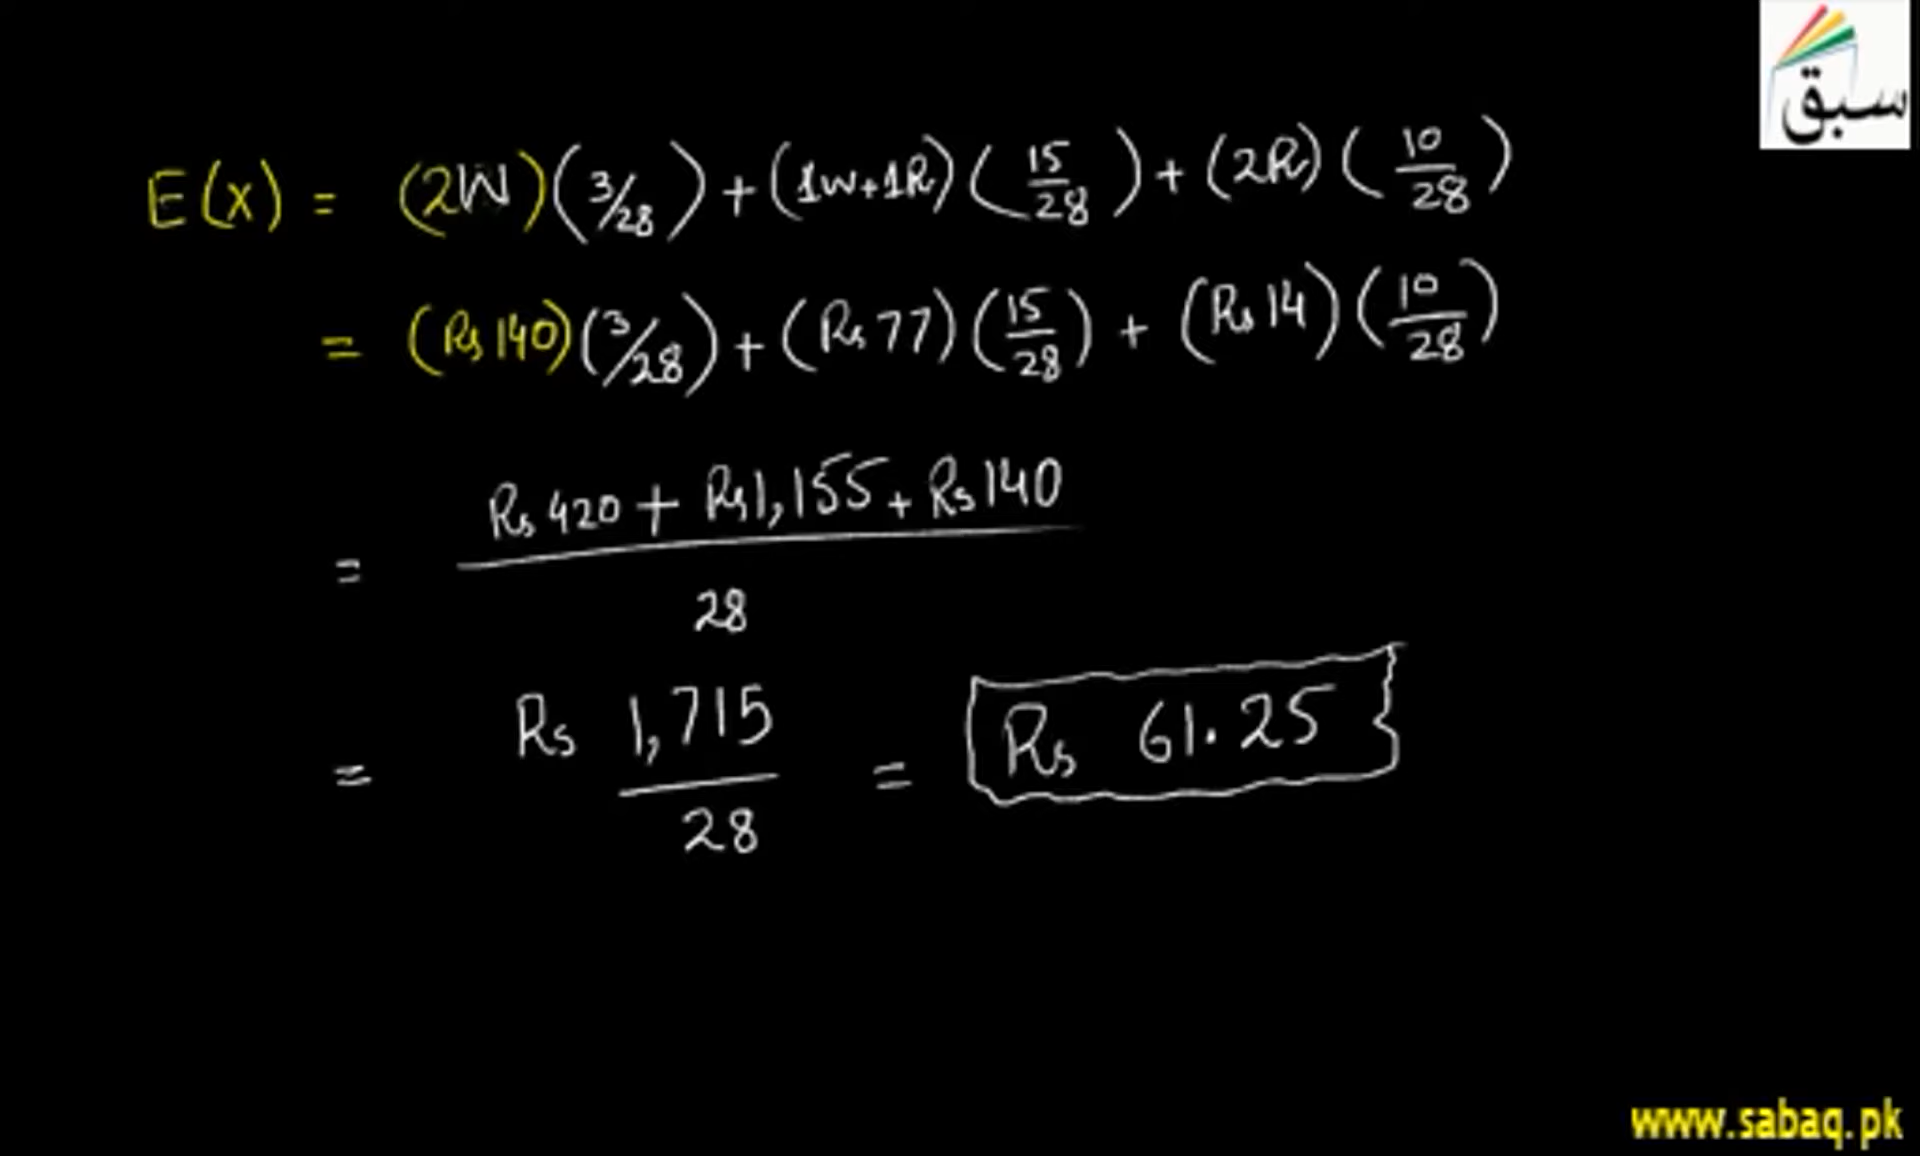 سبق
E(x) = (2W)(3/28) + (1W+1R)(15/28) + (2R)(10/28)
= (Rs 140)(3/28) + (Rs 77)(15/28) + (Rs 14)(10/28)
= Rs 420 + Rs 1,155 + Rs 140 / 28
= Rs 1,715 / 28 = Rs 61.25
www.sabaq.pk